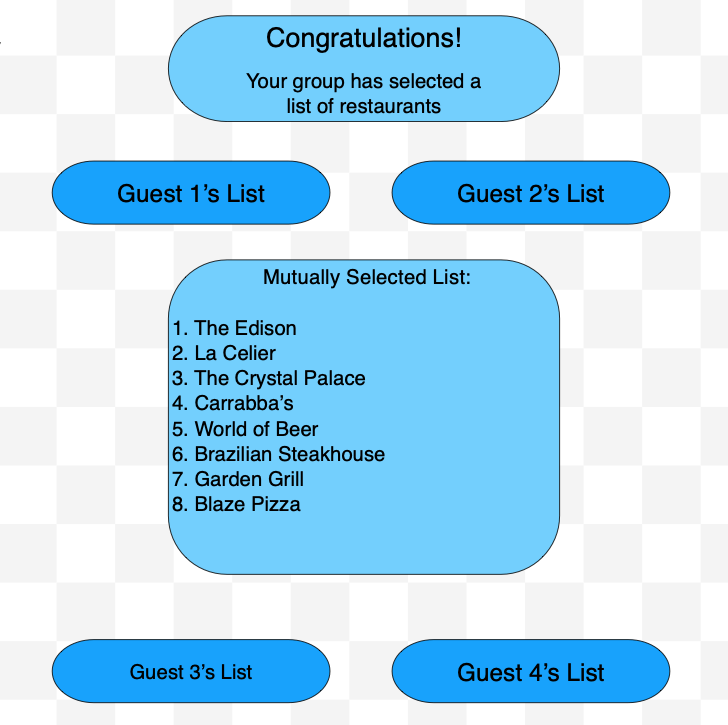 Congratulations!
Your group has selected a
list of restaurants
Guest 1’s List
Guest 2’s List
Mutually Selected List:
1. The Edison
2. La Celier
3. The Crystal Palace
4. Carrabba’s
5. World of Beer
6. Brazilian Steakhouse
7. Garden Grill
8. Blaze Pizza
Guest 3’s List
Guest 4’s List